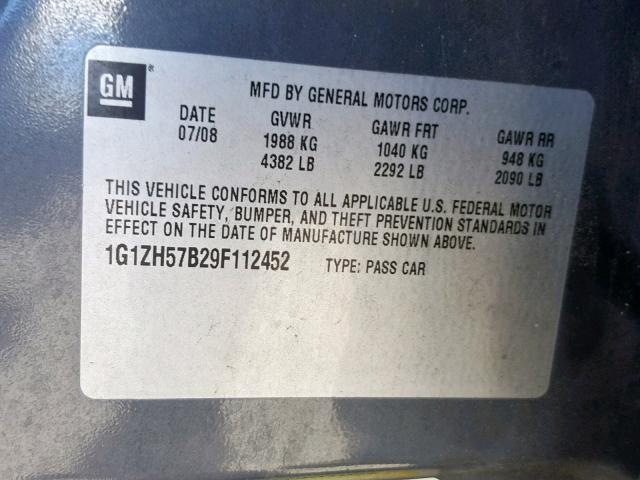 GM®
MFD BY GENERAL MOTORS CORP.
DATE GVWR GAWR FRT GAWR RR
07/08 1988 KG 1040 KG 948 KG
4382 LB 2292 LB 2090 LB
THIS VEHICLE CONFORMS TO ALL APPLICABLE U.S. FEDERAL MOTOR
VEHICLE SAFETY, BUMPER, AND THEFT PREVENTION STANDARDS IN
EFFECT ON THE DATE OF MANUFACTURE SHOWN ABOVE.
1G1ZH57B29F112452 TYPE: PASS CAR